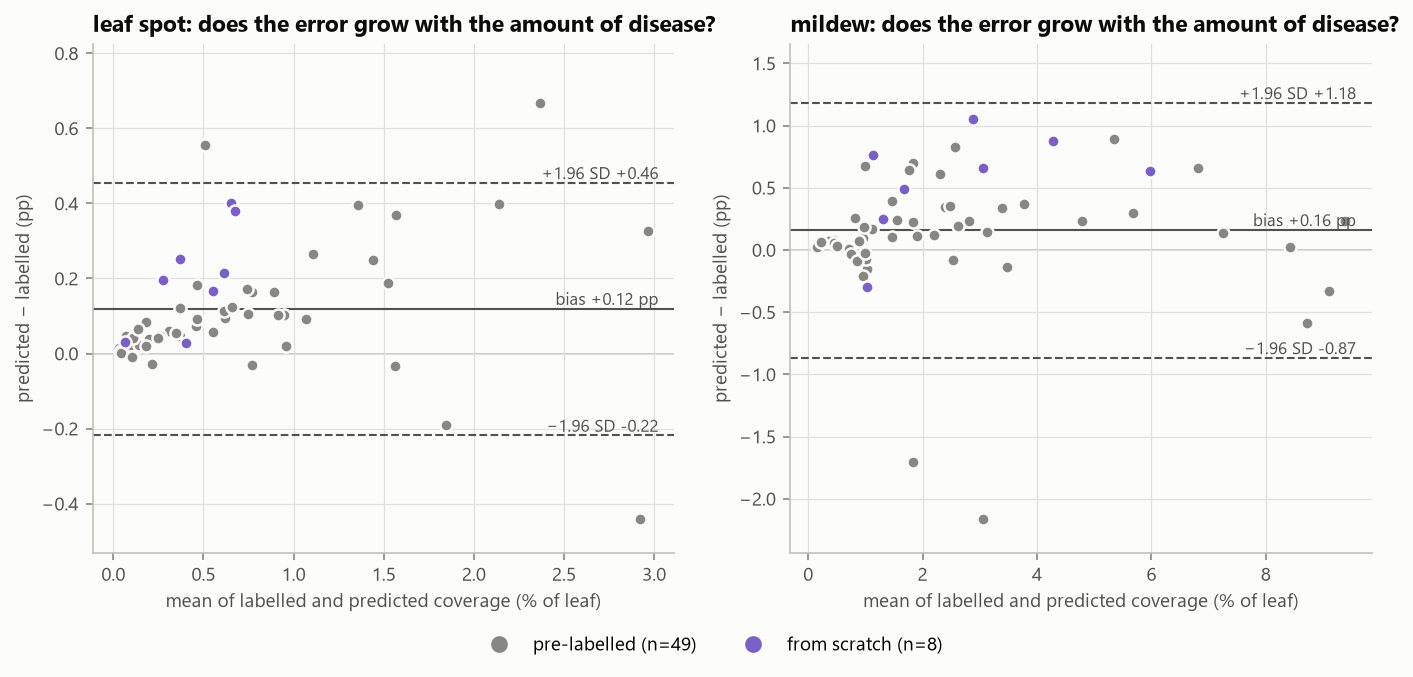 leaf spot: does the error grow with the amount of disease?
0.8
0.6
0.4
0.2
0.0
−0.2
−0.4
predicted − labelled (pp)
+1.96 SD +0.46
bias +0.12 pp
−1.96 SD -0.22
0.0 0.5 1.0 1.5 2.0 2.5 3.0
mean of labelled and predicted coverage (% of leaf)
mildew: does the error grow with the amount of disease?
1.5
1.0
0.5
0.0
−0.5
−1.0
−1.5
−2.0
predicted − labelled (pp)
+1.96 SD +1.18
bias +0.16 pp
−1.96 SD -0.87
0 2 4 6 8
mean of labelled and predicted coverage (% of leaf)
pre-labelled (n=49) from scratch (n=8)